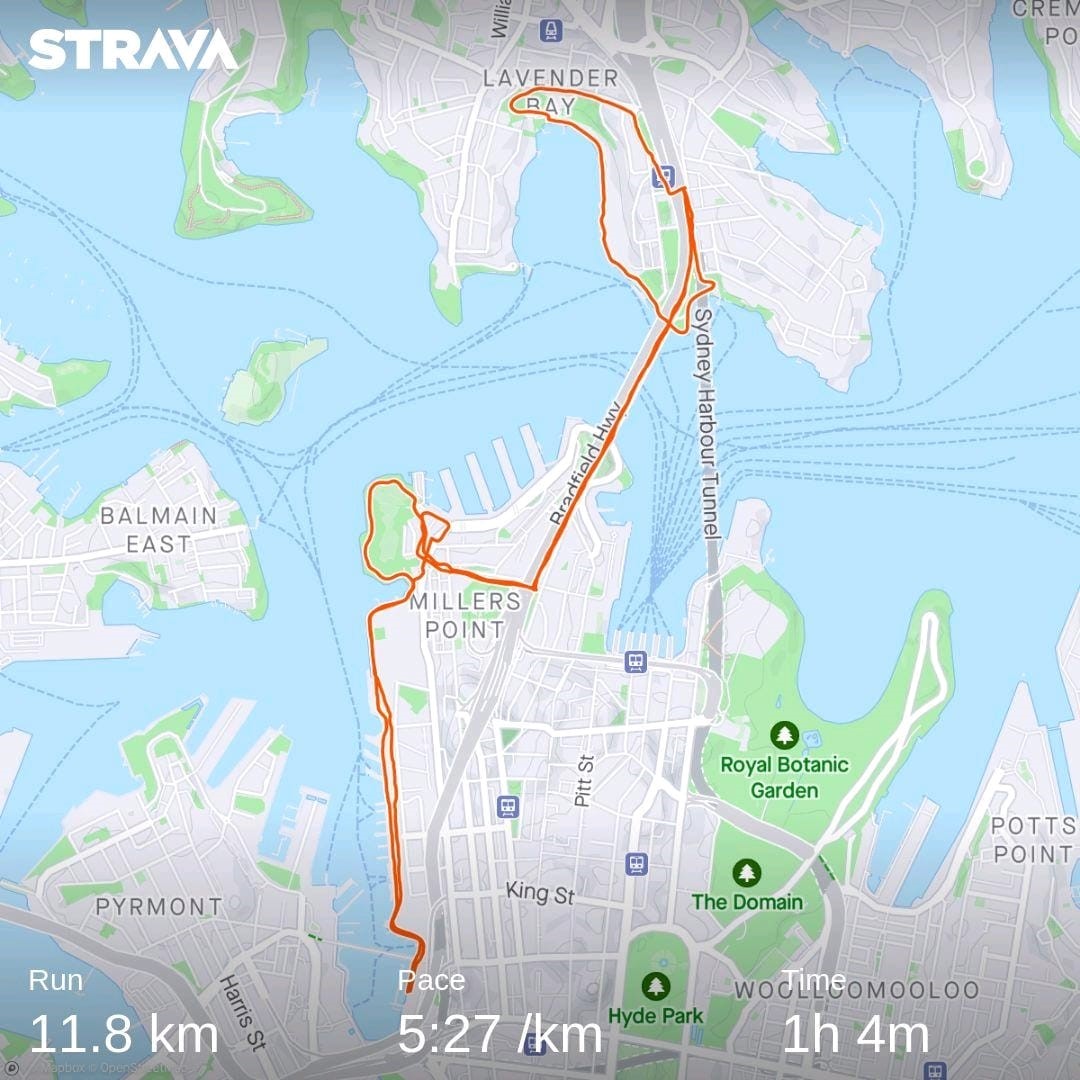 STRAVA
Willia
CREM
PO
LAVENDER
BAY
Sydney Harbour Tunnel
Bradfield Hwy
BALMAIN
EAST
MILLERS
POINT
Pitt St
Royal Botanic
Garden
POTTS
POINT
King St
The Domain
PYRMONT
Harris St
WOOLLOOMOOLOO
Hyde Park
Run
Pace
Time
11.8 km
5:27 /km
1h 4m
Mapbox © OpenStreetMap